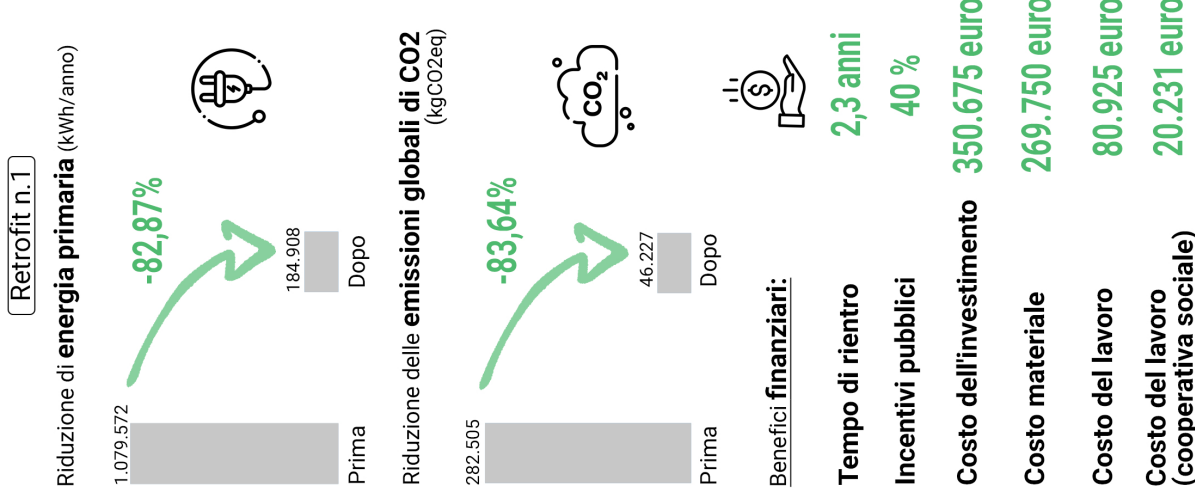 Retrofit n.1
Riduzione di energia primaria (kWh/anno)
-82,87%
1.079.572
184.908
Prima
Dopo
Riduzione delle emissioni globali di CO2
(kgCO2eq)
-83,64%
CO₂
282.505
46.227
Prima
Dopo
Benefici finanziari:
$
Tempo di rientro 2,3 anni
Incentivi pubblici 40 %
Costo dell'investimento 350.675 euro
Costo materiale 269.750 euro
Costo del lavoro 80.925 euro
Costo del lavoro
(cooperativa sociale) 20.231 euro